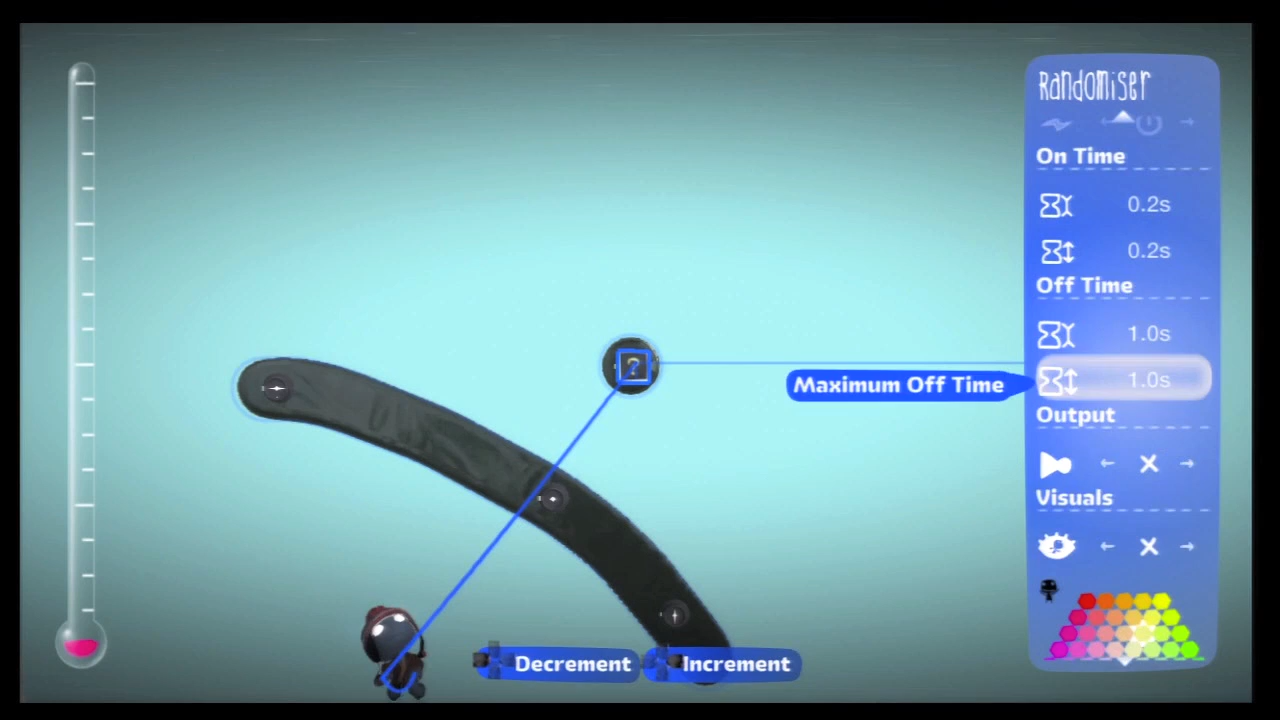 Randomiser
On Time
0.2s
0.2s
Off Time
1.0s
Maximum Off Time
1.0s
Output
Visuals
?
Decrement
Increment